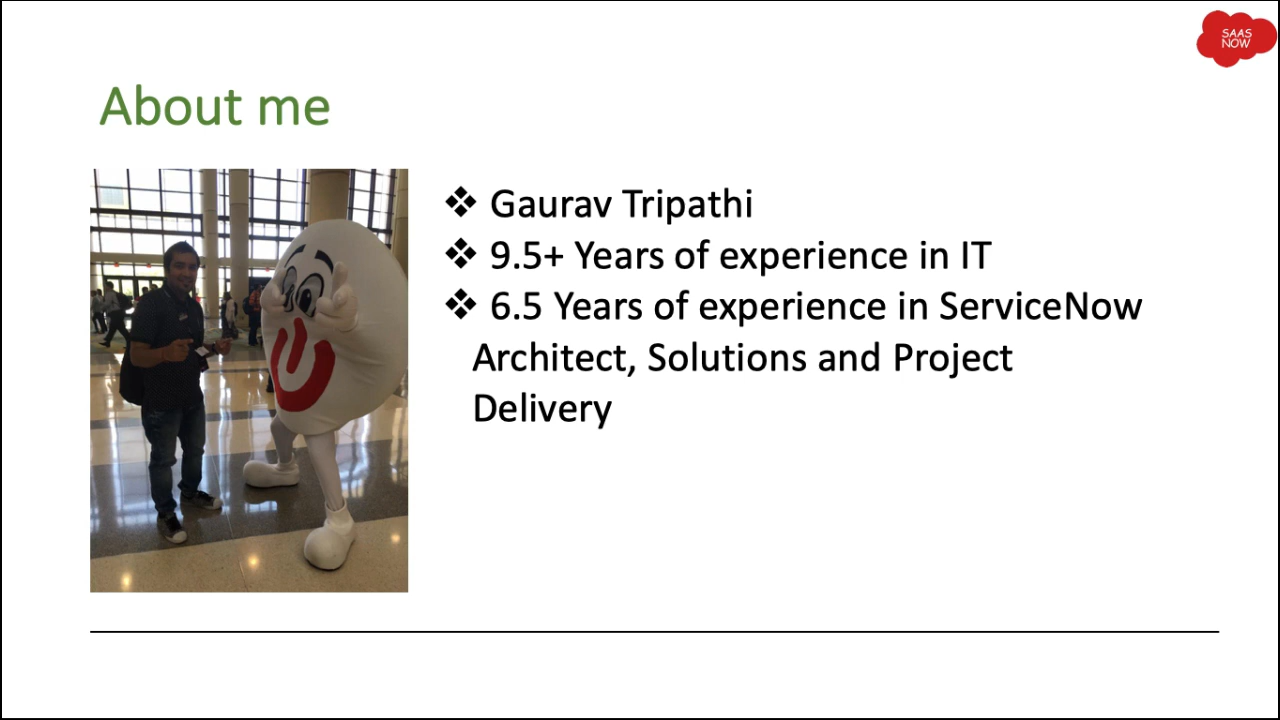 SAAS
NOW
About me
❖ Gaurav Tripathi
❖ 9.5+ Years of experience in IT
❖ 6.5 Years of experience in ServiceNow
Architect, Solutions and Project
Delivery